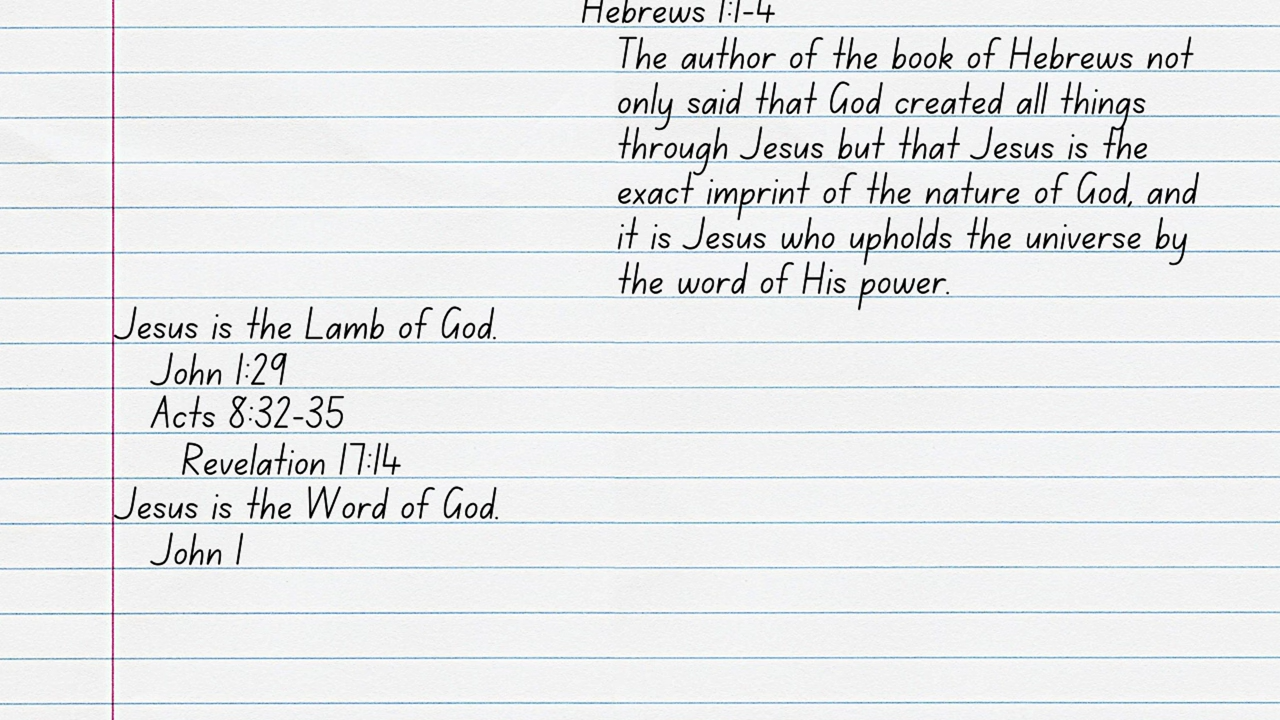 Hebrews 1:1-4
The author of the book of Hebrews not
only said that God created all things
through Jesus but that Jesus is the
exact imprint of the nature of God, and
it is Jesus who upholds the universe by
the word of His power.
Jesus is the Lamb of God.
John 1:29
Acts 8:32-35
Revelation 17:14
Jesus is the Word of God.
John 1